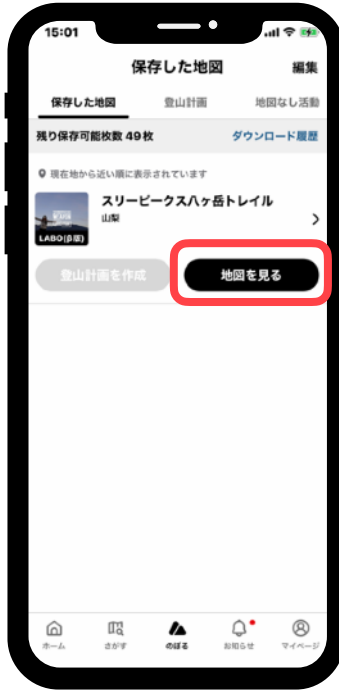 15:01
保存した地図
編集
保存した地図
登山計画
地図なし活動
残り保存可能枚数 49枚
ダウンロード履歴
現在地から近い順に表示されています
スリーピークス八ヶ岳トレイル
山梨
LABO(β版)
登山計画を作成
地図を見る
ホーム
さがす
のぼる
お知らせ
マイページ